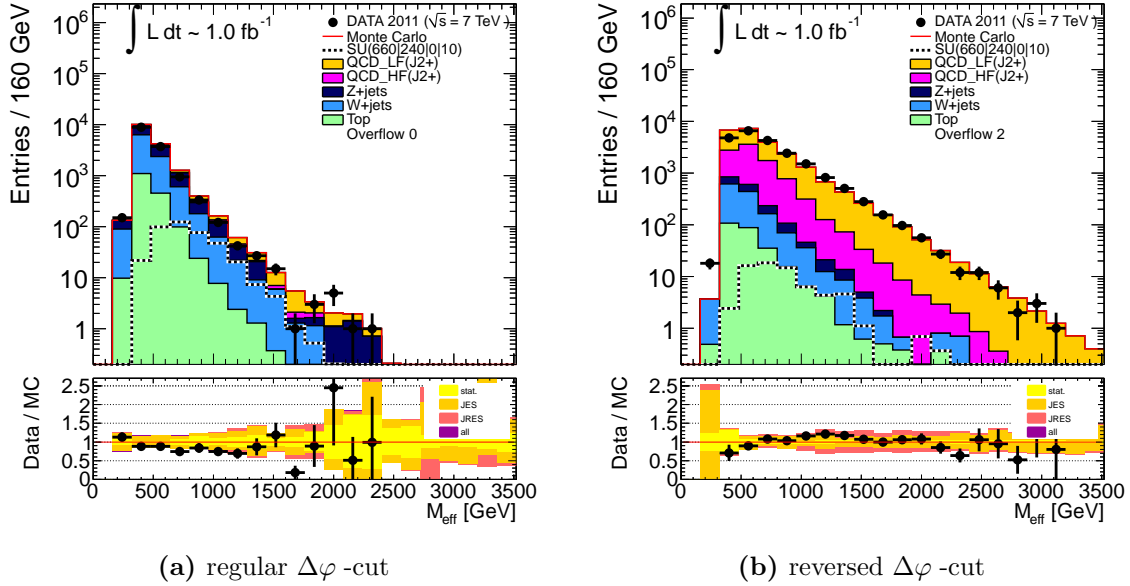 ∫ L dt ~ 1.0 fb⁻¹
DATA 2011 (√s = 7 TeV)
Monte Carlo
SU(660|240|0|10)
QCD_LF(J2+)
QCD_HF(J2+)
Z+jets
W+jets
Top
Overflow 0
Entries / 160 GeV
10⁶
10⁵
10⁴
10³
10²
10
1
Data / MC
2.5
2
1.5
1
0.5
0
stat.
JES
JRES
all
0 500 1000 1500 2000 2500 3000 3500
M_eff [GeV]
(a) regular Δφ -cut
∫ L dt ~ 1.0 fb⁻¹
DATA 2011 (√s = 7 TeV)
Monte Carlo
SU(660|240|0|10)
QCD_LF(J2+)
QCD_HF(J2+)
Z+jets
W+jets
Top
Overflow 2
Entries / 160 GeV
10⁶
10⁵
10⁴
10³
10²
10
1
Data / MC
2.5
2
1.5
1
0.5
0
stat.
JES
JRES
all
0 500 1000 1500 2000 2500 3000 3500
M_eff [GeV]
(b) reversed Δφ -cut